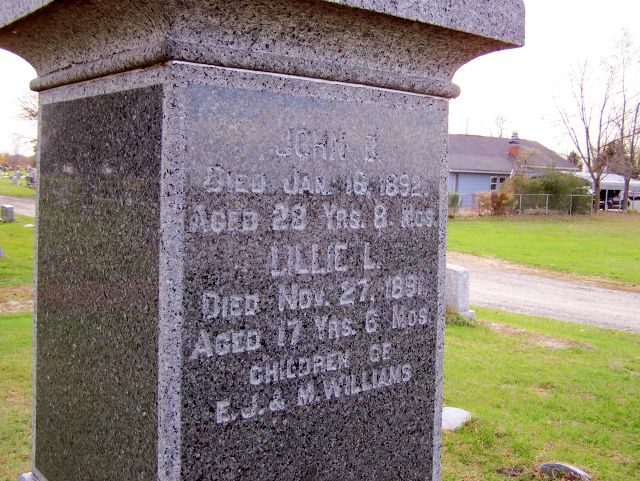 JOHN D.
DIED JAN. 16, 1892.
AGED 23 YRS. 8 MOS.
LILLIE L.
DIED NOV. 27, 1891
AGED 17 YRS. 6 MOS.
CHILDREN OF
E.J. & M. WILLIAMS